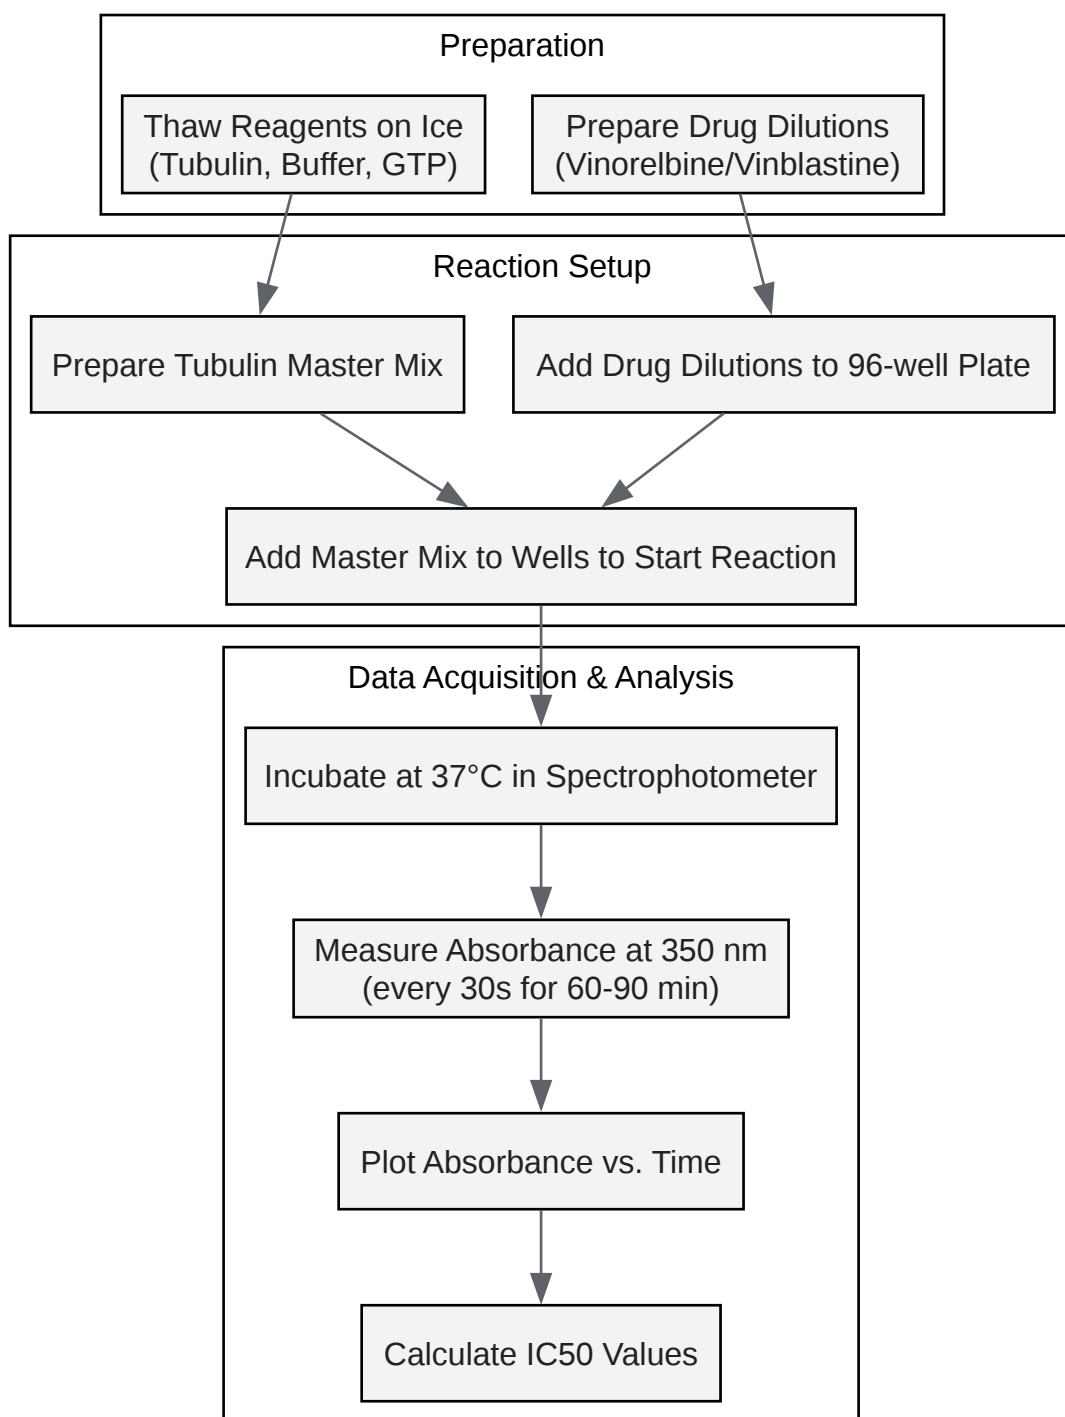 Preparation
Thaw Reagents on Ice
(Tubulin, Buffer, GTP)
Prepare Drug Dilutions
(Vinorelbine/Vinblastine)
Reaction Setup
Prepare Tubulin Master Mix
Add Drug Dilutions to 96-well Plate
Add Master Mix to Wells to Start Reaction
Data Acquisition & Analysis
Incubate at 37°C in Spectrophotometer
Measure Absorbance at 350 nm
(every 30s for 60-90 min)
Plot Absorbance vs. Time
Calculate IC50 Values